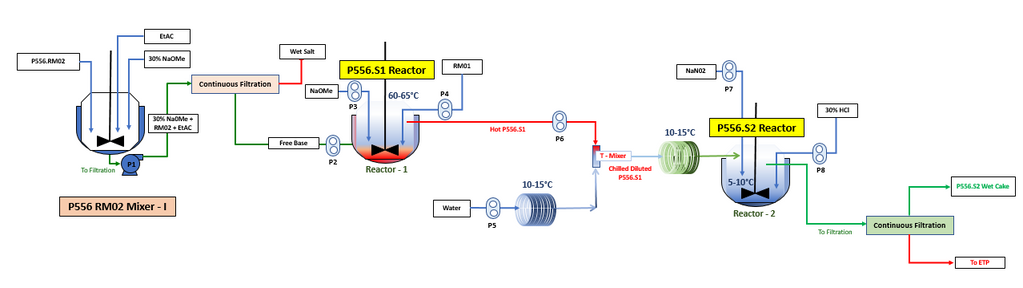 EtAC
P556.RM02
30% NaOMe
30% NaOMe +
RM02 + EtAC
P1
To Filtration
P556 RM02 Mixer - I
Wet Salt
Continuous Filtration
Free Base
P2
P556.S1 Reactor
RM01
NaOMe
P3
60-65°C
P4
Reactor - 1
Hot P556.S1
P6
T - Mixer
Chilled Diluted
P556.S1
10-15°C
Water
P5
10-15°C
NaN02
P7
P556.S2 Reactor
30% HCl
P8
5-10°C
Reactor - 2
To Filtration
Continuous Filtration
P556.S2 Wet Cake
To ETP